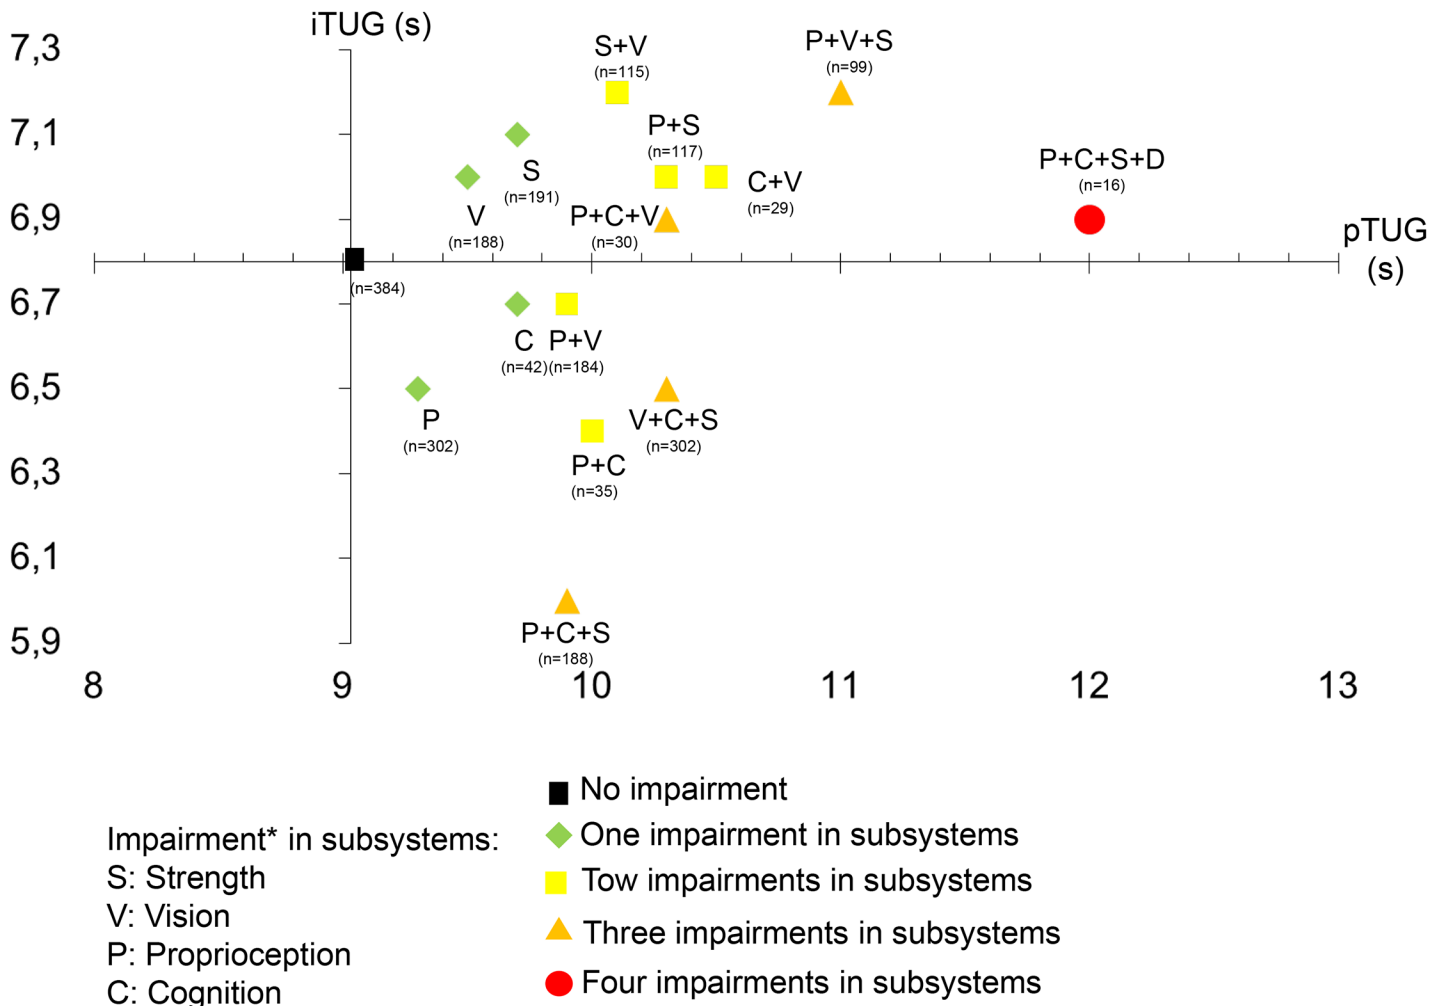 iTUG (s)
7,3
S+V
(n=115)
P+V+S
(n=99)
7,1
P+S
(n=117)
S
(n=191)
C+V
(n=29)
P+C+S+D
(n=16)
6,9
V
(n=188)
P+C+V
(n=30)
pTUG
(s)
(n=384)
6,7
C
(n=42)
P+V
(n=184)
6,5
P
(n=302)
V+C+S
(n=302)
6,3
P+C
(n=35)
6,1
5,9
P+C+S
(n=188)
8 9 10 11 12 13
Impairment* in subsystems:
S: Strength
V: Vision
P: Proprioception
C: Cognition
No impairment
One impairment in subsystems
Tow impairments in subsystems
Three impairments in subsystems
Four impairments in subsystems